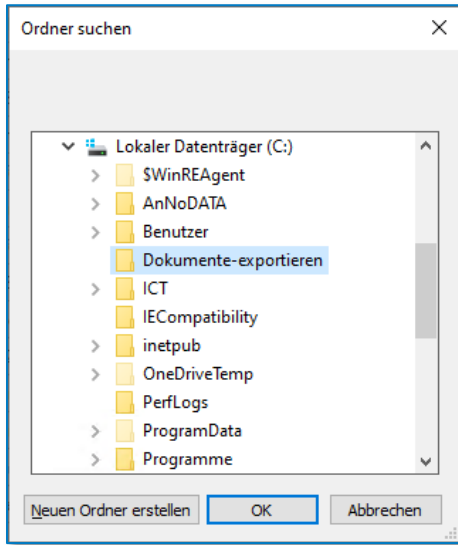 Ordner suchen
Lokaler Datenträger (C:)
$WinREAgent
AnNoDATA
Benutzer
Dokumente-exportieren
ICT
IECompatibility
inetpub
OneDriveTemp
PerfLogs
ProgramData
Programme
Neuen Ordner erstellen OK Abbrechen